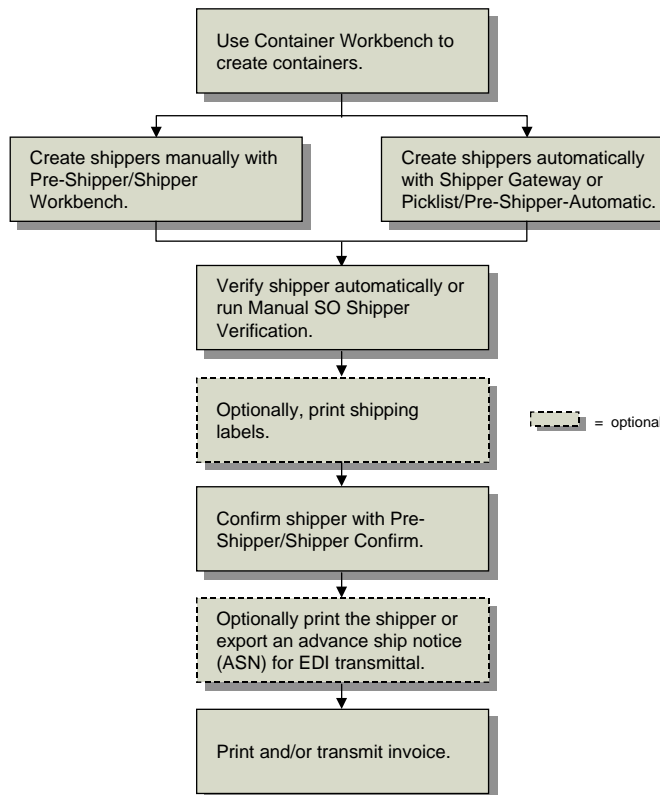 Use Container Workbench to
create containers.
Create shippers manually with
Pre-Shipper/Shipper
Workbench.
Create shippers automatically
with Shipper Gateway or
Picklist/Pre-Shipper-Automatic.
Verify shipper automatically or
run Manual SO Shipper
Verification.
Optionally, print shipping
labels.
= optional
Confirm shipper with Pre-
Shipper/Shipper Confirm.
Optionally print the shipper or
export an advance ship notice
(ASN) for EDI transmittal.
Print and/or transmit invoice.